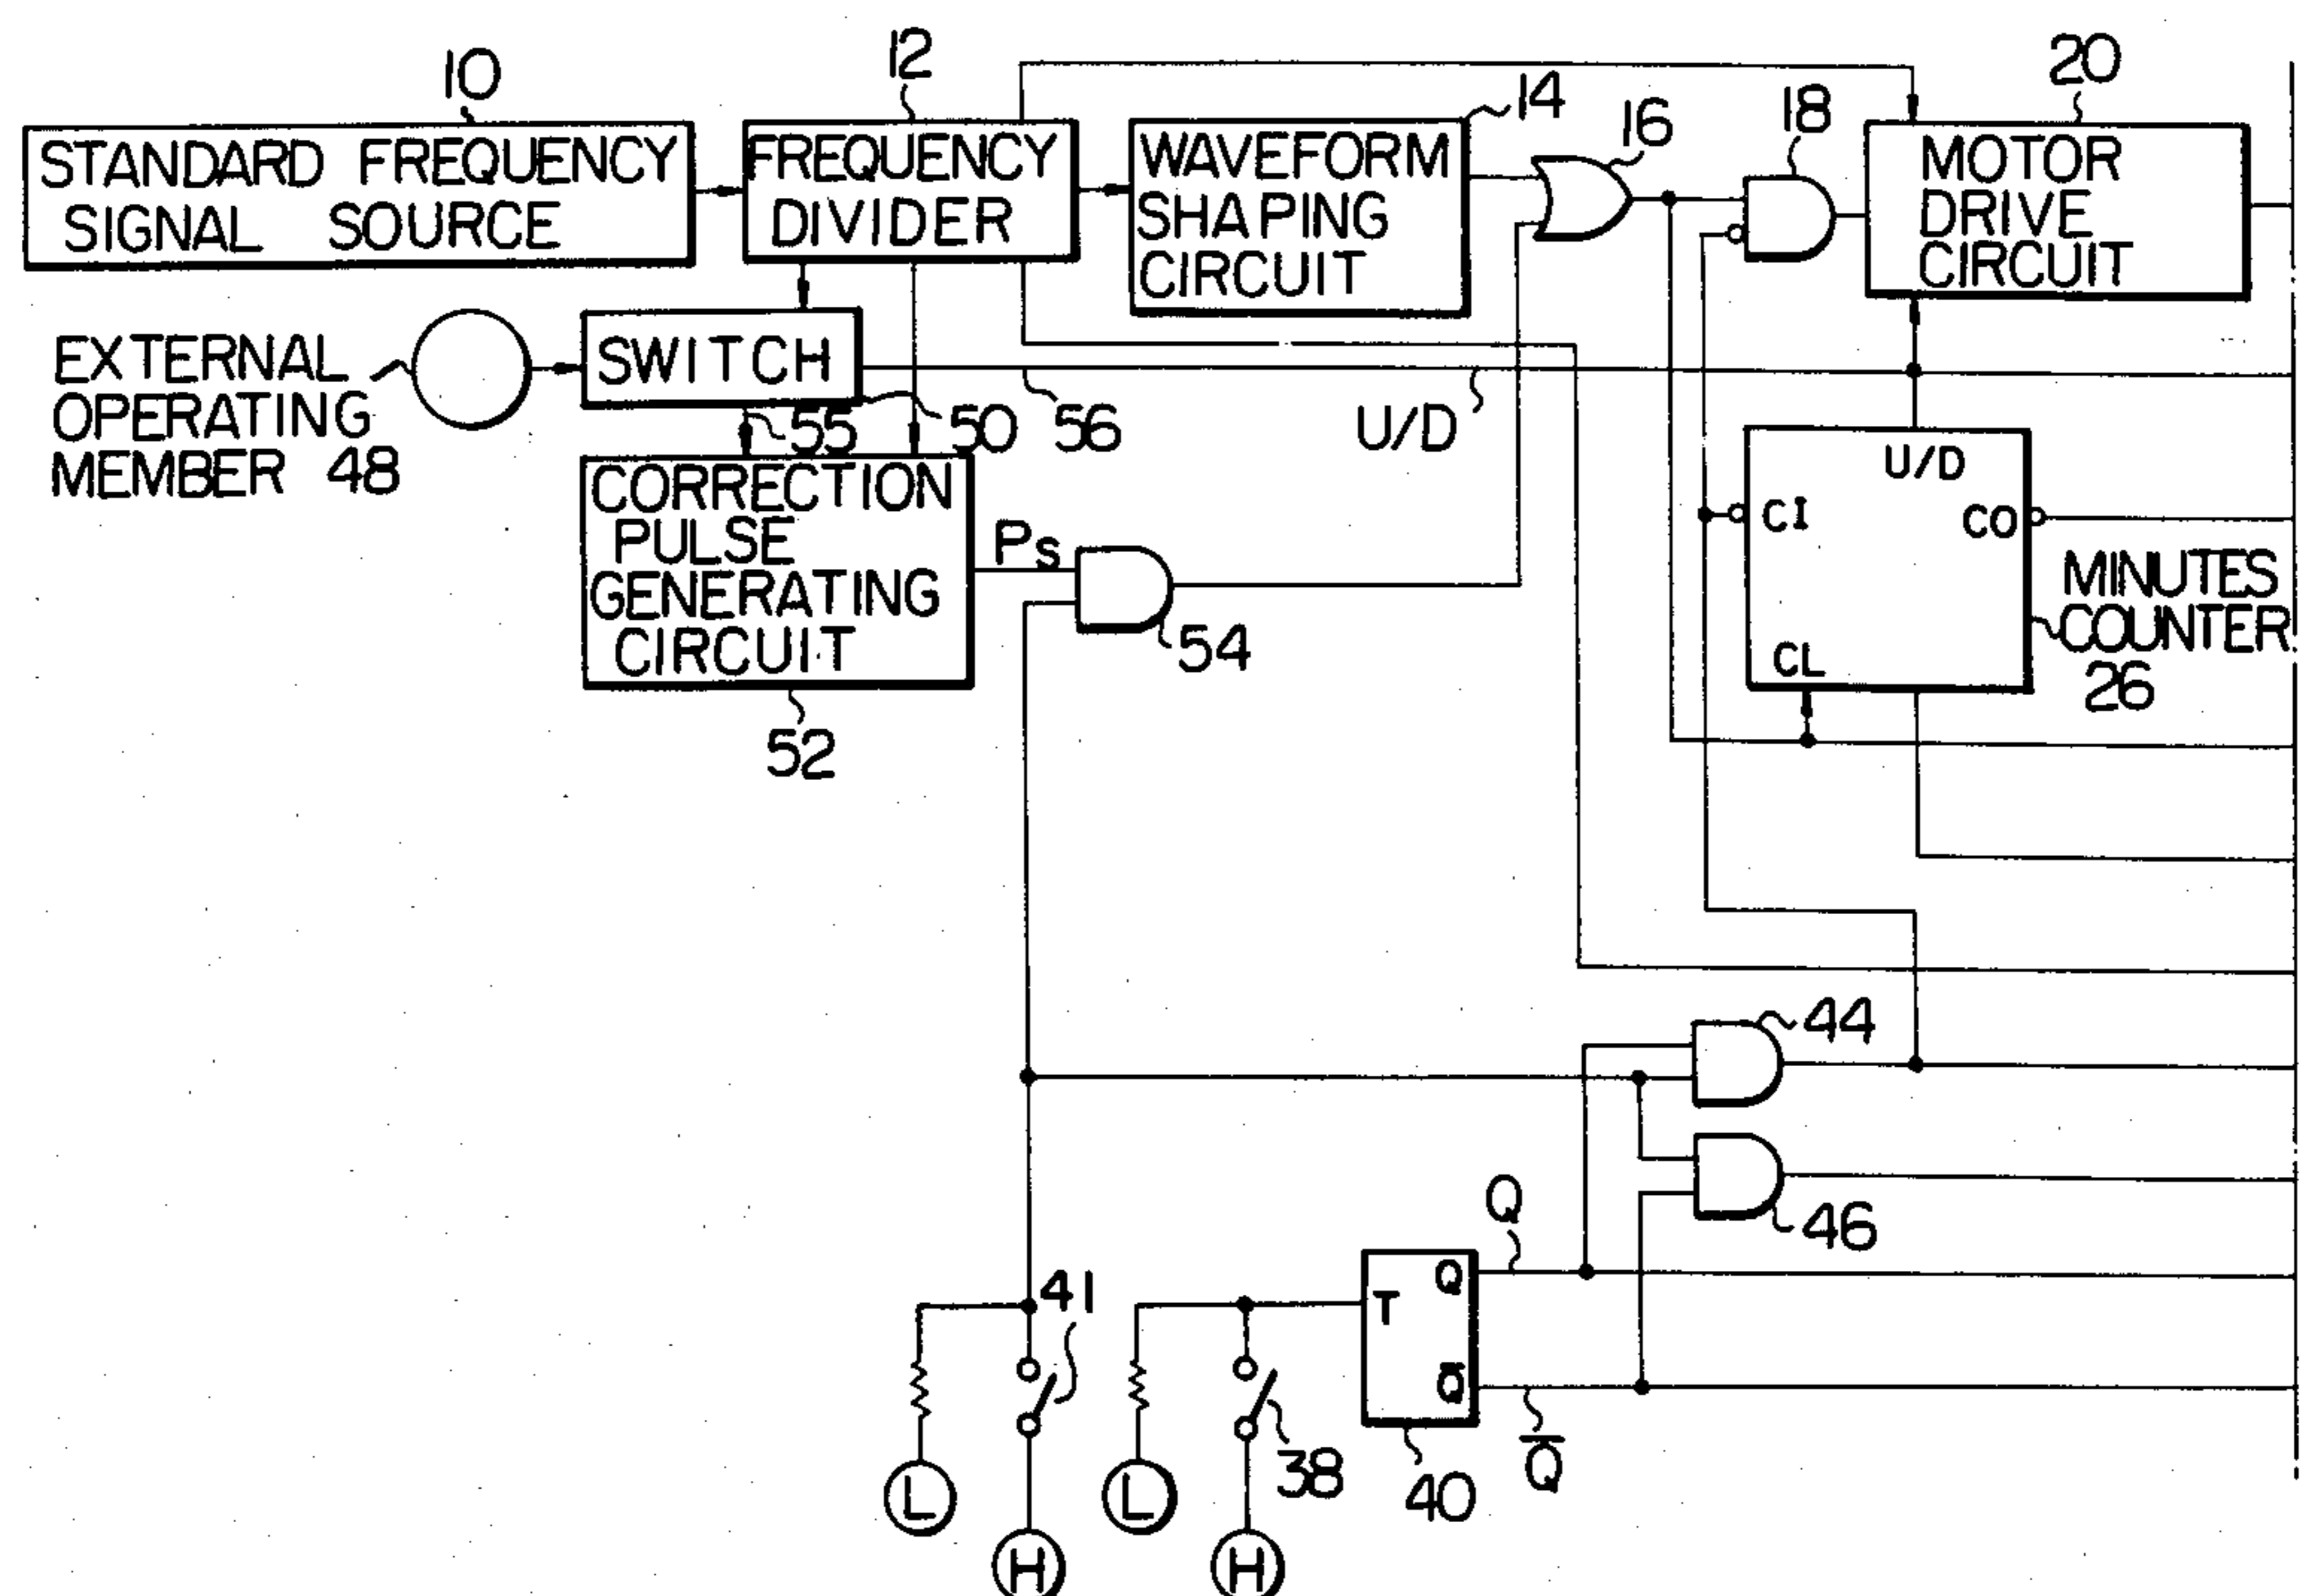 10
12
20
14
16
18
STANDARD FREQUENCY
SIGNAL SOURCE
FREQUENCY
DIVIDER
WAVEFORM
SHAPING
CIRCUIT
MOTOR
DRIVE
CIRCUIT
EXTERNAL
OPERATING
MEMBER 48
SWITCH
55
50
56
U/D
U/D
CI
CO
CL
MINUTES
COUNTER
26
CORRECTION
PULSE
GENERATING
CIRCUIT
Ps
54
52
44
46
Q
41
T
Q
Q̅
38
40
Q̅
L
H
L
H